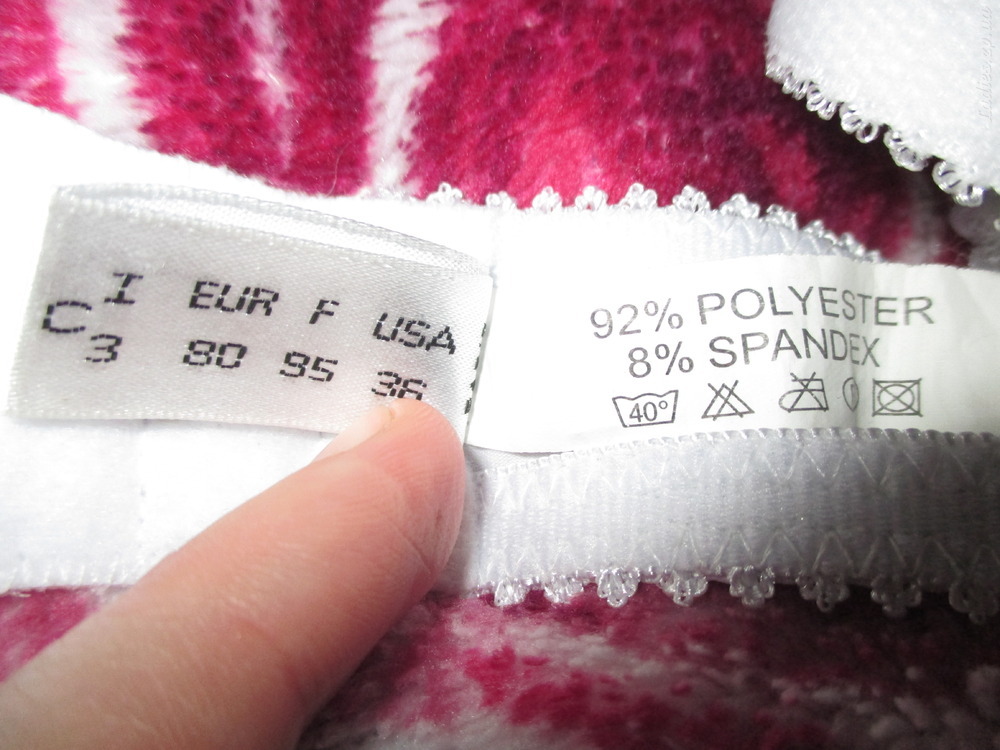 I EUR F USA
C
3 80 95 36
92% POLYESTER
8% SPANDEX
40°